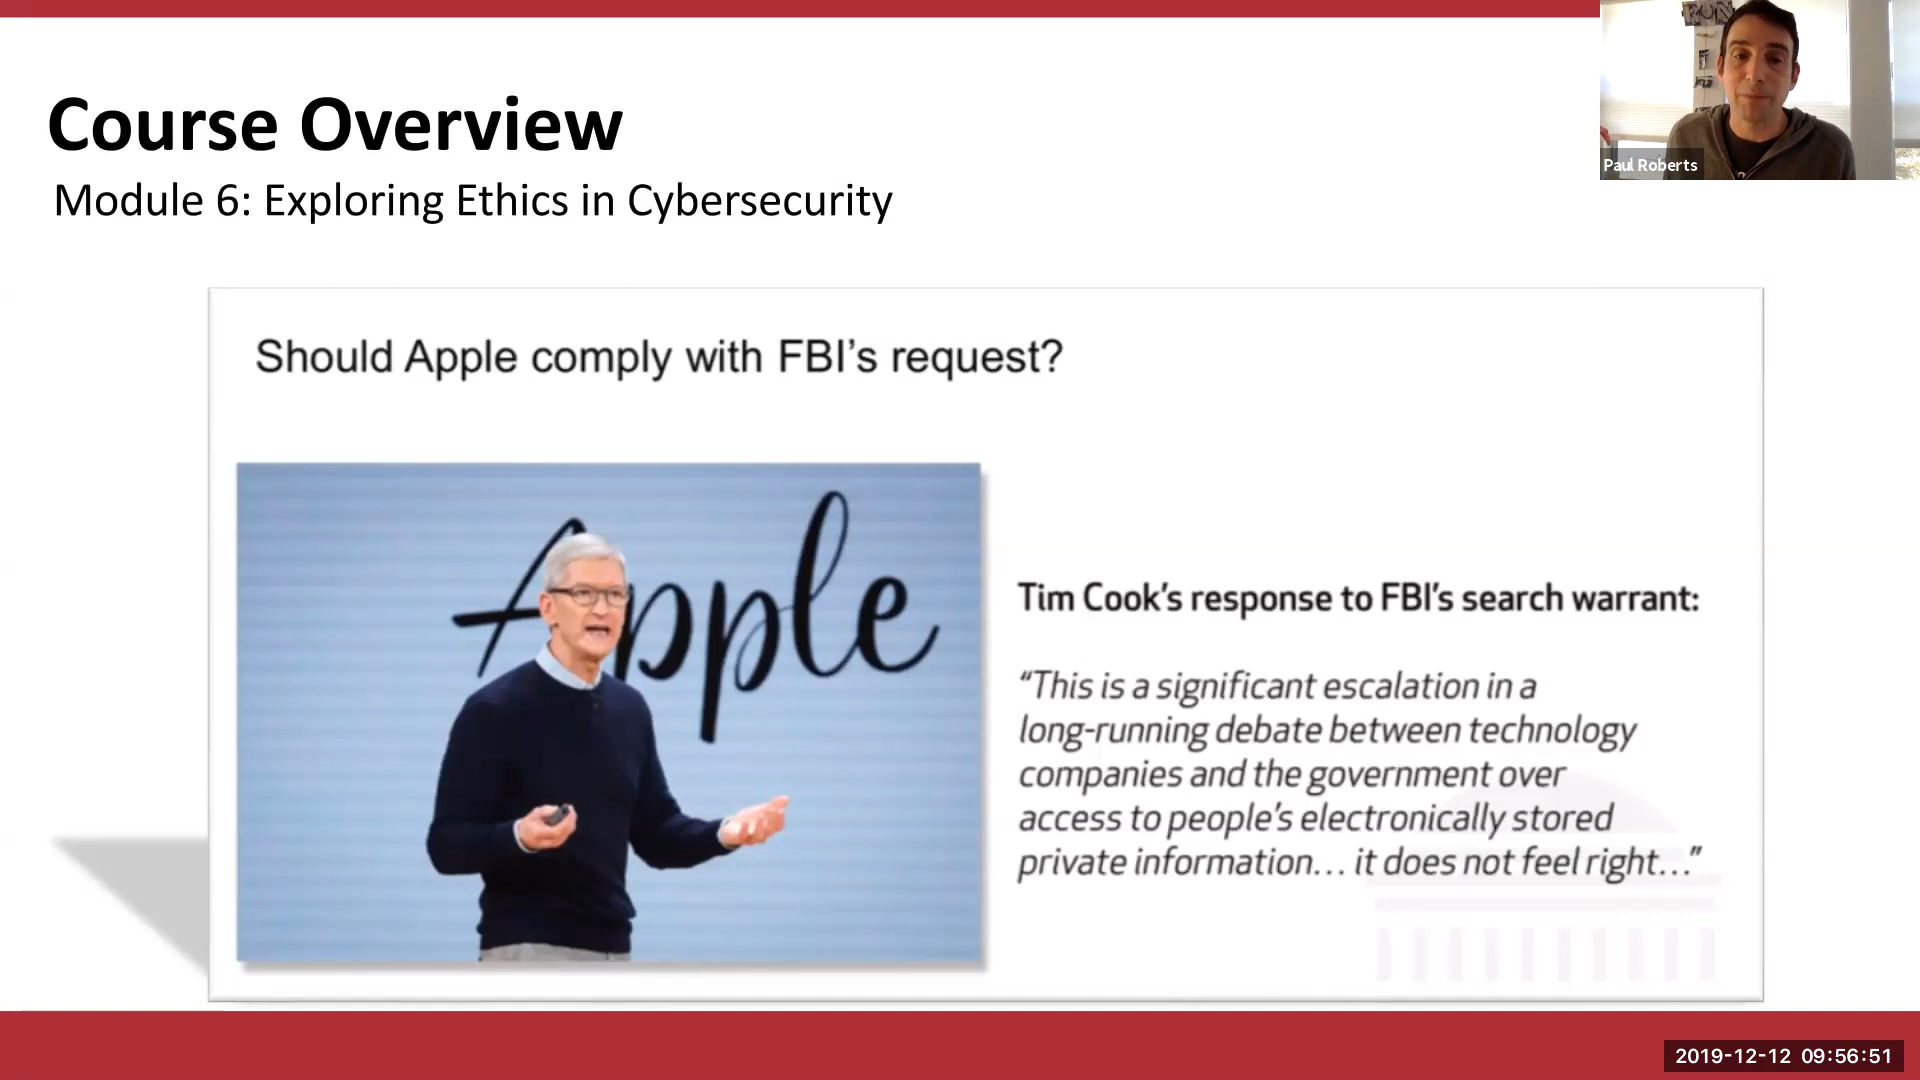 Course Overview
Module 6: Exploring Ethics in Cybersecurity
Paul Roberts
Should Apple comply with FBI's request?
Apple
Tim Cook's response to FBI's search warrant:
“This is a significant escalation in a
long-running debate between technology
companies and the government over
access to people's electronically stored
private information... it does not feel right...”
2019-12-12 09:56:51